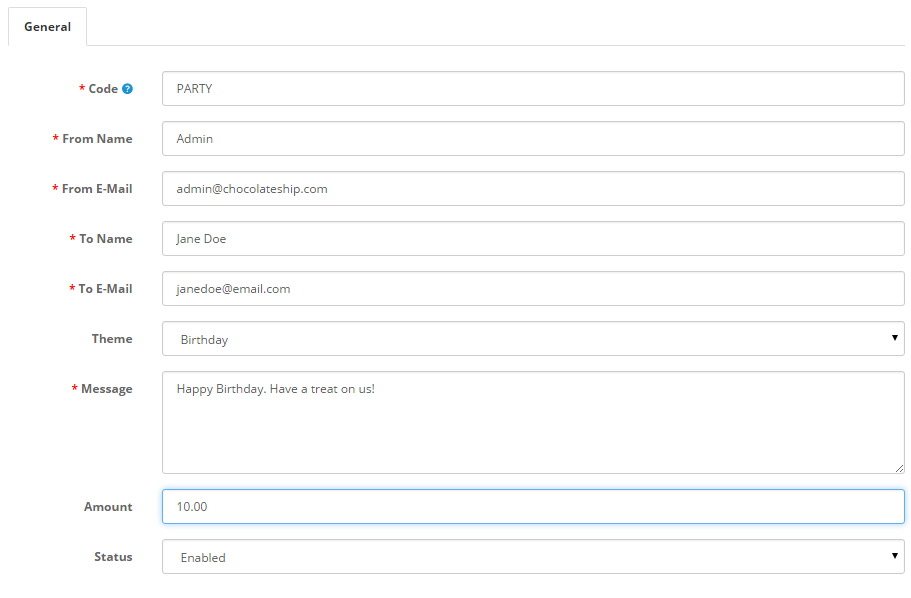 General
* Code ?
PARTY
* From Name
Admin
* From E-Mail
admin@chocolateship.com
* To Name
Jane Doe
* To E-Mail
janedoe@email.com
Theme
Birthday
* Message
Happy Birthday. Have a treat on us!
Amount
10.00
Status
Enabled